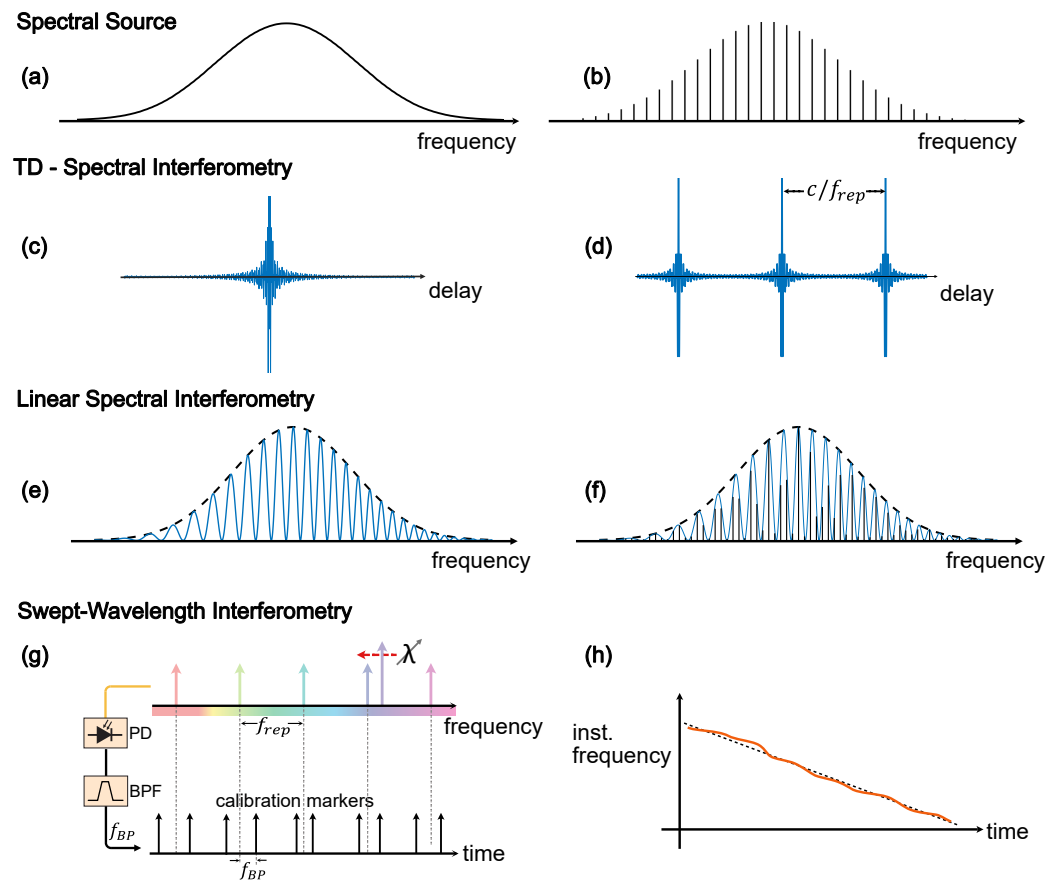 Spectral Source
(a)
frequency
(b)
frequency
TD - Spectral Interferometry
(c)
delay
(d)
c/f_rep
delay
Linear Spectral Interferometry
(e)
frequency
(f)
frequency
Swept-Wavelength Interferometry
(g)
λ
frequency
f_rep
PD
BPF
calibration markers
f_BP
time
f_BP
(h)
inst.
frequency
time